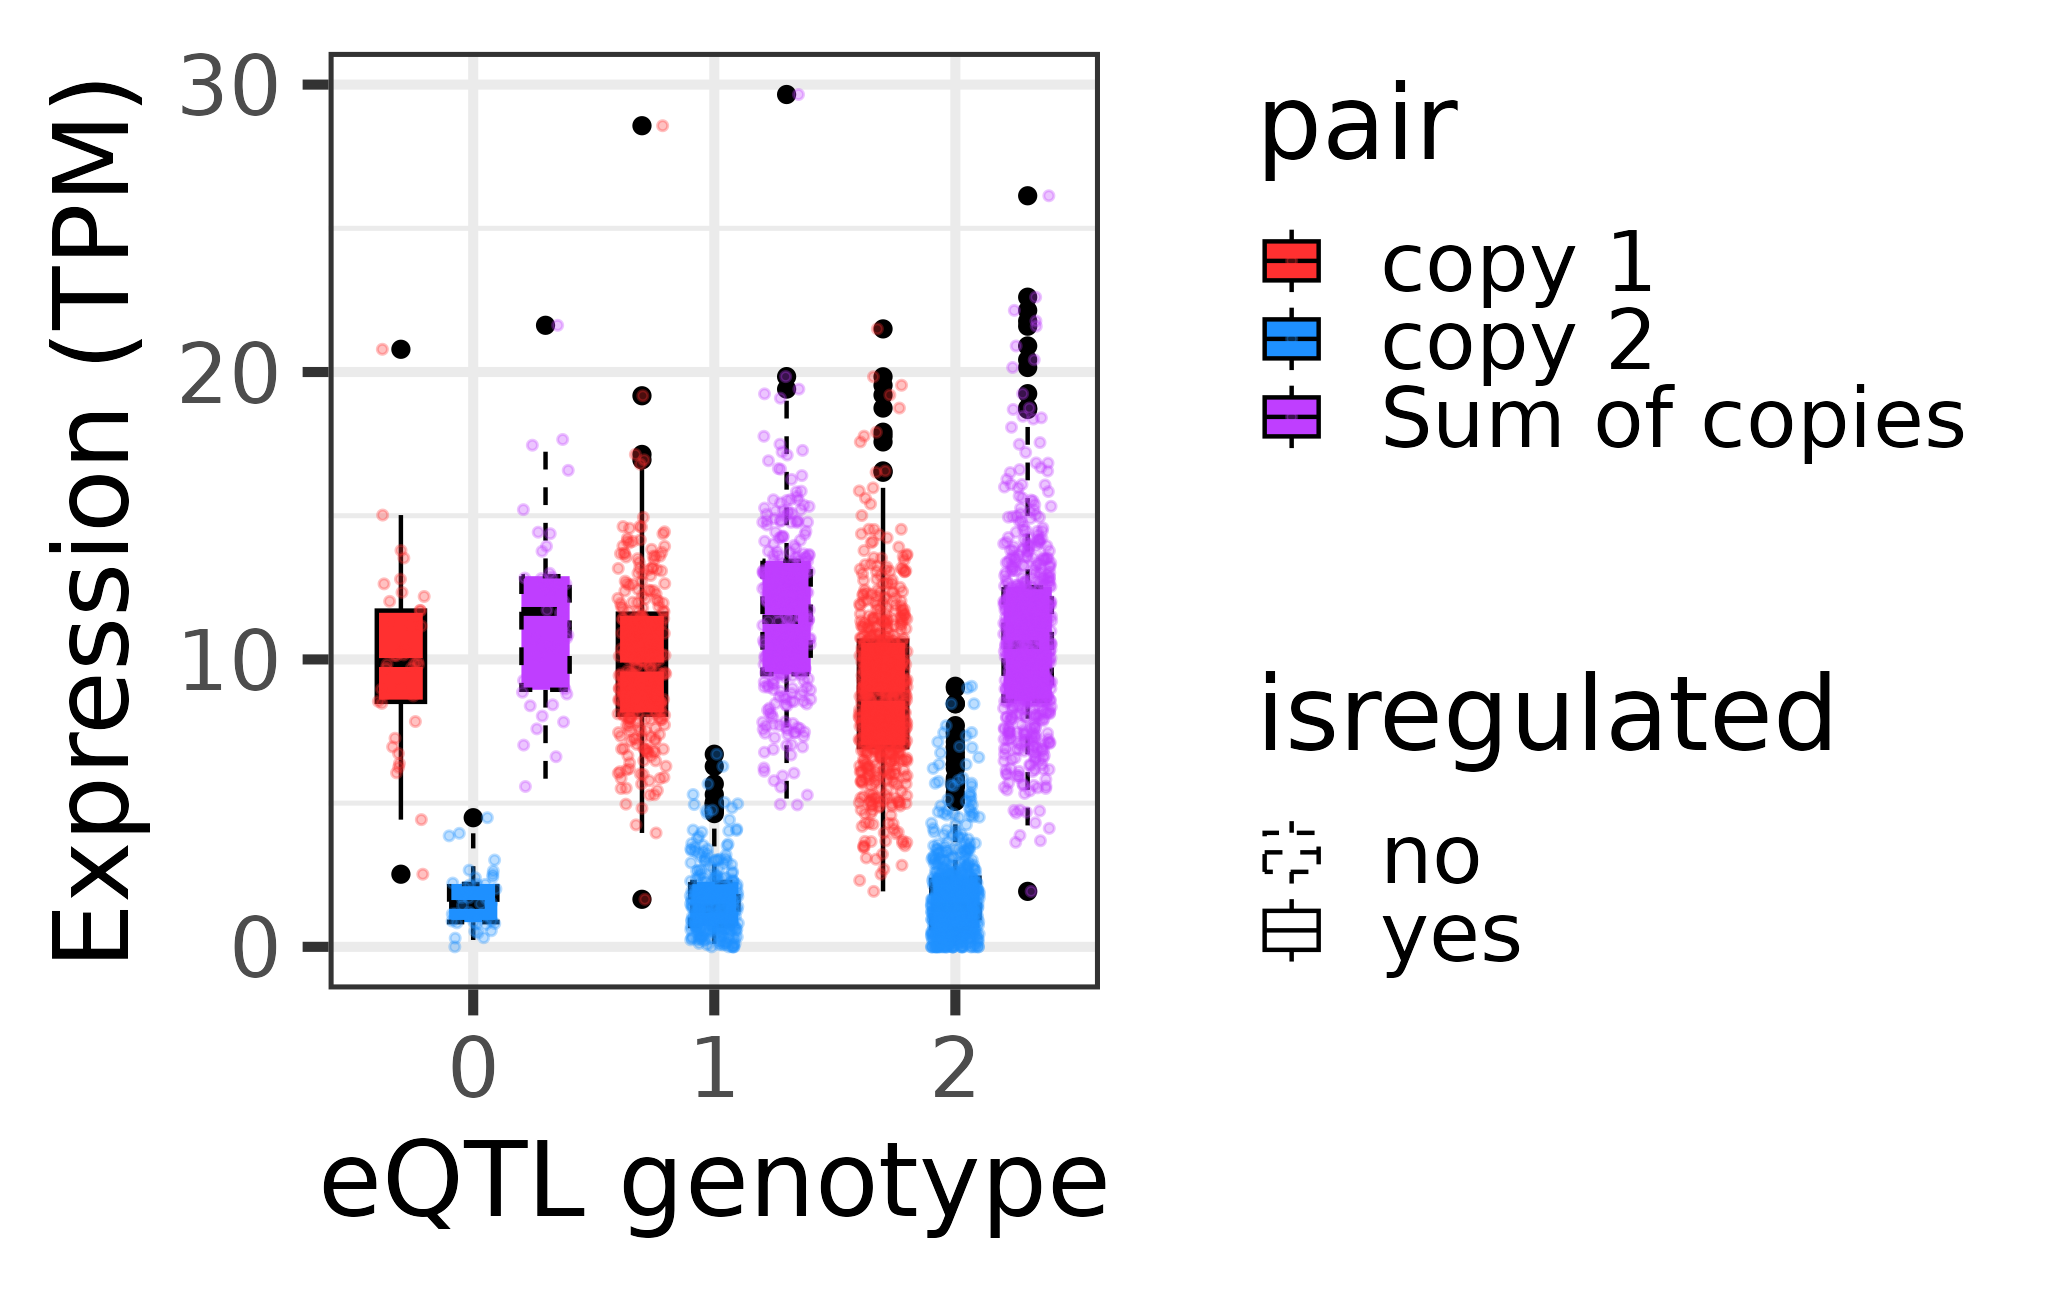 Expression (TPM)
30
20
10
0
0 1 2
eQTL genotype
pair
copy 1
copy 2
Sum of copies
isregulated
no
yes